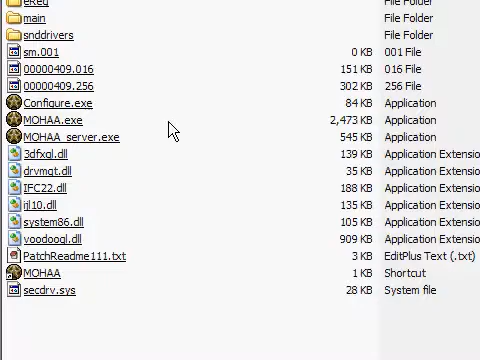 eReg File Folder
main File Folder
snddrivers File Folder
sm.001 0 KB 001 File
00000409.016 151 KB 016 File
00000409.256 302 KB 256 File
Configure.exe 84 KB Application
MOHAA.exe 2,473 KB Application
MOHAA_server.exe 545 KB Application
3dfxgl.dll 139 KB Application Extensio
drvmgt.dll 35 KB Application Extensio
IFC22.dll 188 KB Application Extensio
ijl10.dll 135 KB Application Extensio
system86.dll 105 KB Application Extensio
voodoogl.dll 909 KB Application Extensio
PatchReadme111.txt 3 KB EditPlus Text (.txt)
MOHAA 1 KB Shortcut
secdrv.sys 28 KB System file